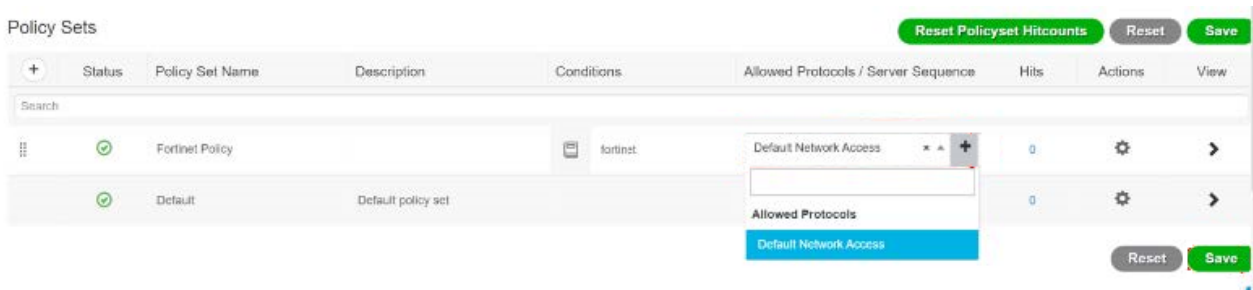 Policy Sets
Reset Policyset Hitcounts Reset Save
+ Status Policy Set Name Description Conditions Allowed Protocols / Server Sequence Hits Actions View
Search
Fortinet Policy fortinet Default Network Access × + 0
Default Default policy set 0
Allowed Protocols
Default Network Access
Reset Save